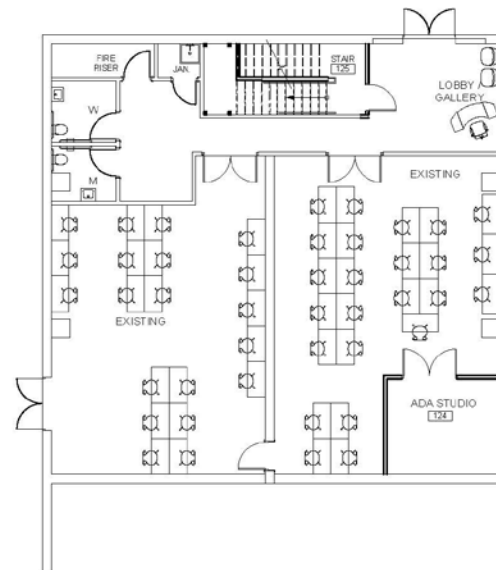 FIRE
RISER
JAN.
STAIR
125
LOBBY /
GALLERY
W
M
EXISTING
EXISTING
ADA STUDIO
124